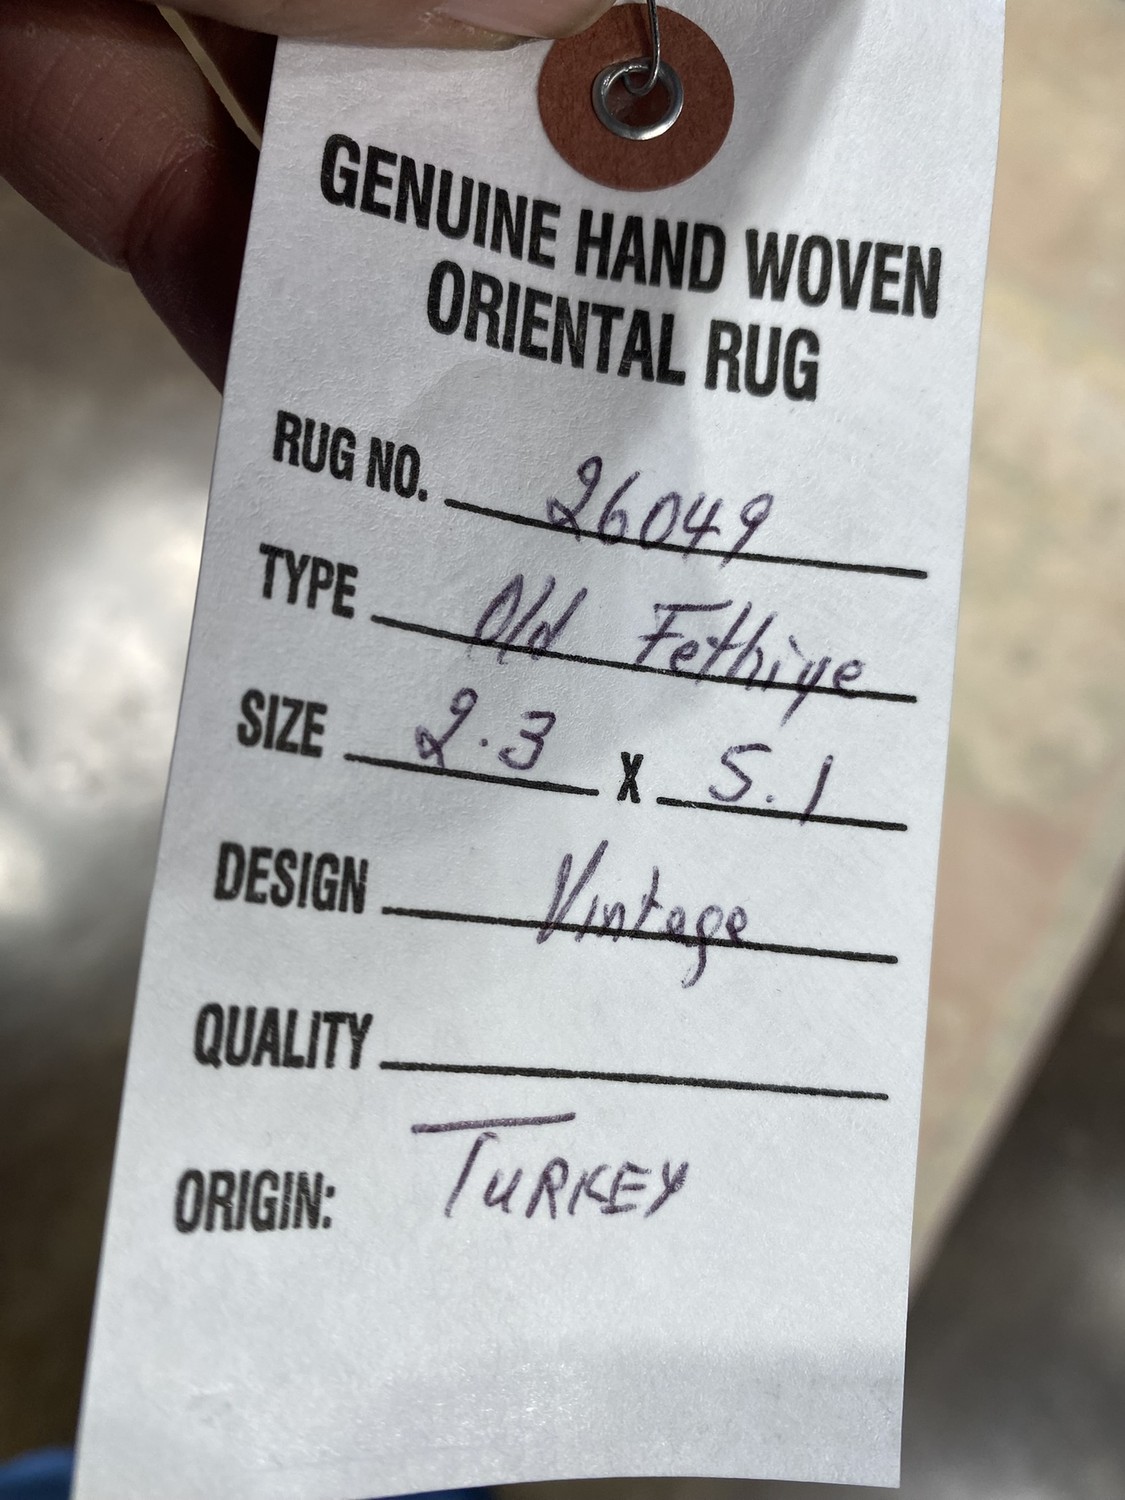 GENUINE HAND WOVEN
ORIENTAL RUG
RUG NO. 26049
TYPE Old Fethiye
SIZE 2.3 X 5.1
DESIGN Vintage
QUALITY
ORIGIN: TURKEY